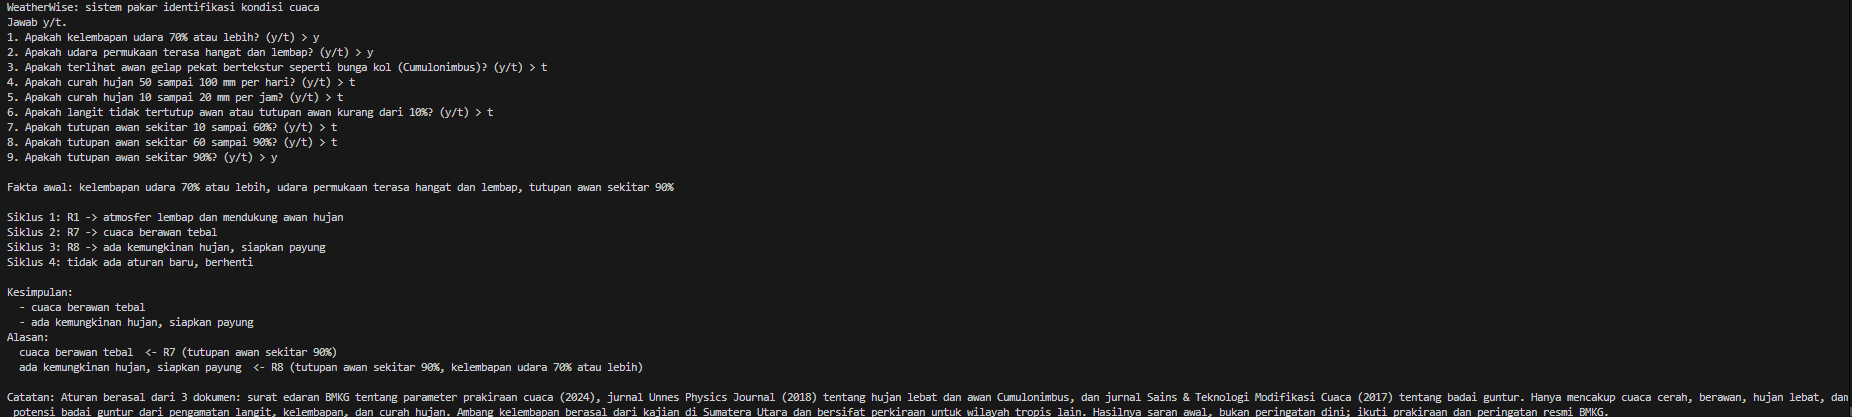 WeatherWise: sistem pakar identifikasi kondisi cuaca
Jawab y/t.
1. Apakah kelembapan udara 70% atau lebih? (y/t) > y
2. Apakah udara permukaan terasa hangat dan lembap? (y/t) > y
3. Apakah terlihat awan gelap pekat bertekstur seperti bunga kol (Cumulonimbus)? (y/t) > t
4. Apakah curah hujan 50 sampai 100 mm per hari? (y/t) > t
5. Apakah curah hujan 10 sampai 20 mm per jam? (y/t) > t
6. Apakah langit tidak tertutup awan atau tutupan awan kurang dari 10%? (y/t) > t
7. Apakah tutupan awan sekitar 10 sampai 60%? (y/t) > t
8. Apakah tutupan awan sekitar 60 sampai 90%? (y/t) > t
9. Apakah tutupan awan sekitar 90%? (y/t) > y
Fakta awal: kelembapan udara 70% atau lebih, udara permukaan terasa hangat dan lembap, tutupan awan sekitar 90%
Siklus 1: R1 -> atmosfer lembap dan mendukung awan hujan
Siklus 2: R7 -> cuaca berawan tebal
Siklus 3: R8 -> ada kemungkinan hujan, siapkan payung
Siklus 4: tidak ada aturan baru, berhenti
Kesimpulan:
- cuaca berawan tebal
- ada kemungkinan hujan, siapkan payung
Alasan:
cuaca berawan tebal <- R7 (tutupan awan sekitar 90%)
ada kemungkinan hujan, siapkan payung <- R8 (tutupan awan sekitar 90%, kelembapan udara 70% atau lebih)
Catatan: Aturan berasal dari 3 dokumen: surat edaran BMKG tentang parameter prakiraan cuaca (2024), jurnal Unnes Physics Journal (2018) tentang hujan lebat dan awan Cumulonimbus, dan jurnal Sains & Teknologi Modifikasi Cuaca (2017) tentang badai guntur. Hanya mencakup cuaca cerah, berawan, hujan lebat, dan
potensi badai guntur dari pengamatan langit, kelembapan, dan curah hujan. Ambang kelembapan berasal dari kajian di Sumatera Utara dan bersifat perkiraan untuk wilayah tropis lain. Hasilnya saran awal, bukan peringatan dini; ikuti prakiraan dan peringatan resmi BMKG.